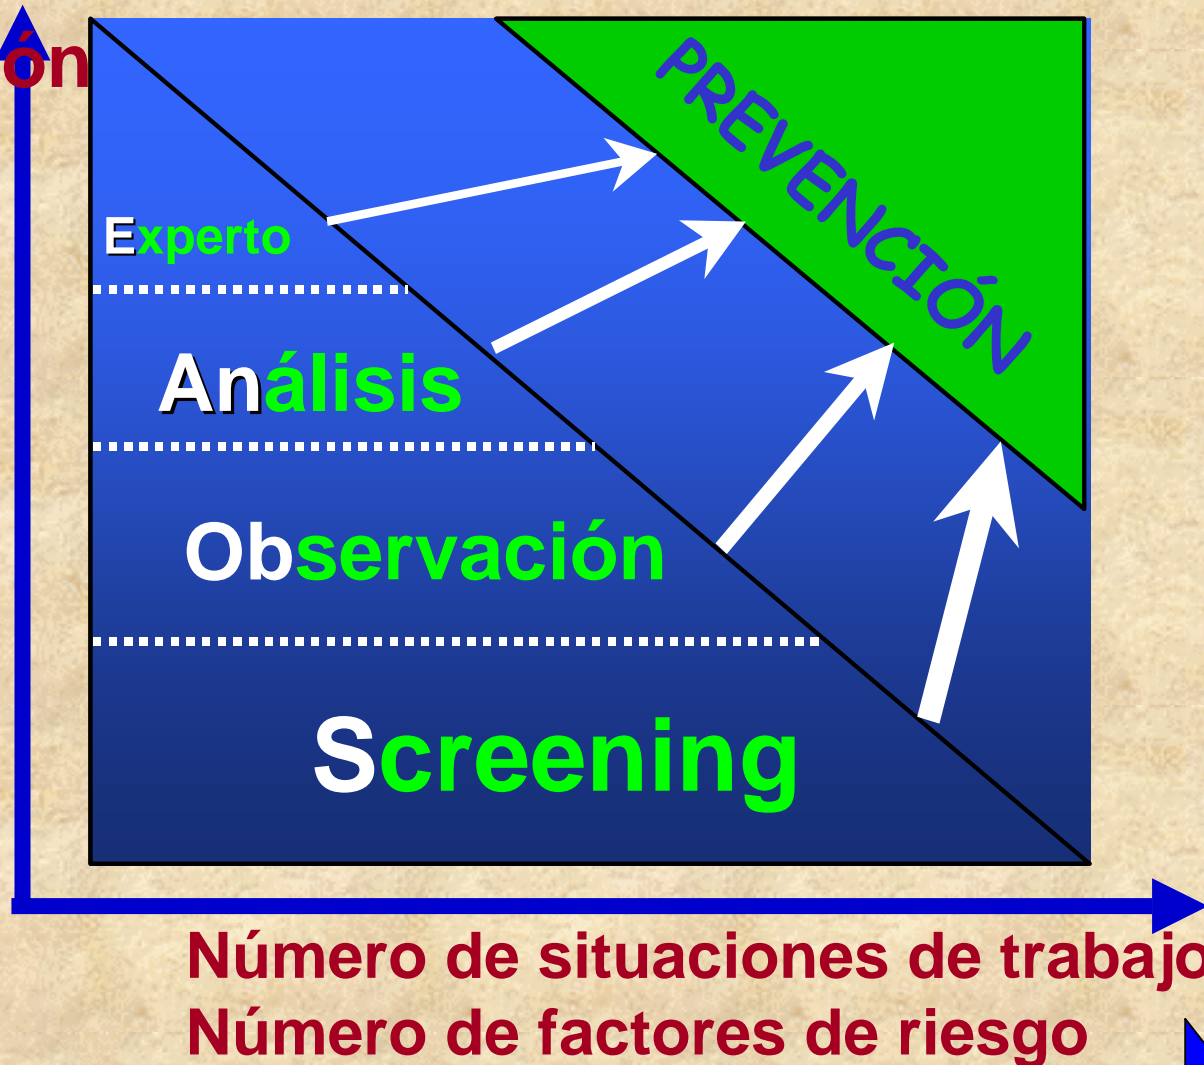 ón
PREVENCIÓN
Experto
Análisis
Observación
Screening
Número de situaciones de trabajo
Número de factores de riesgo